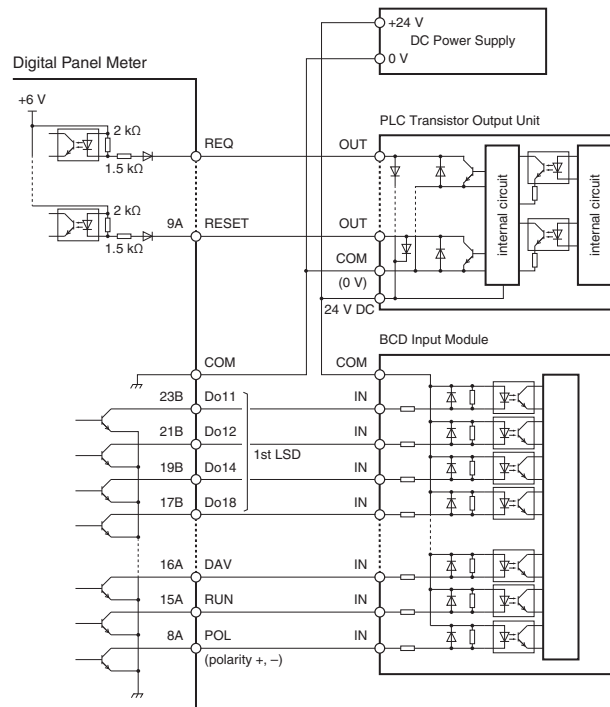 +24 V
DC Power Supply
0 V
Digital Panel Meter
+6 V
2 kΩ
1.5 kΩ
REQ
2 kΩ
1.5 kΩ
9A RESET
PLC Transistor Output Unit
OUT
OUT
COM
(0 V)
24 V DC
internal circuit
internal circuit
BCD Input Module
COM
COM
23B Do11 IN
21B Do12 IN
1st LSD
19B Do14 IN
17B Do18 IN
16A DAV IN
15A RUN IN
8A POL IN
(polarity +, –)